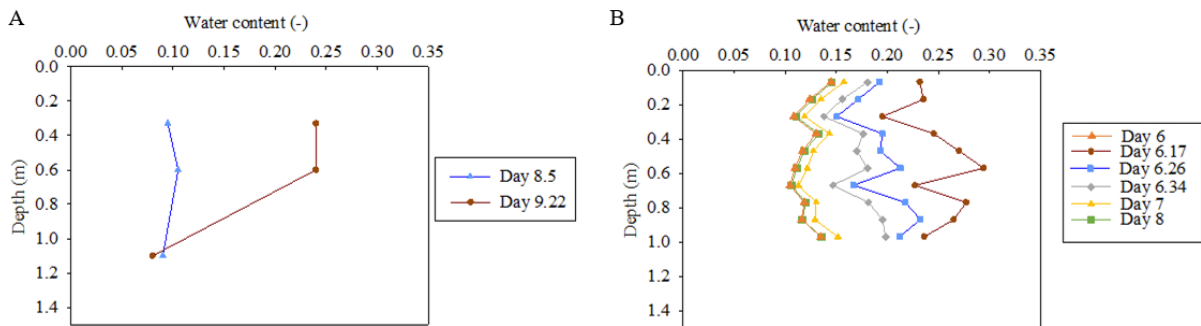 A
Water content (-)
0.00 0.05 0.10 0.15 0.20 0.25 0.30 0.35
0.0
0.2
0.4
0.6
0.8
1.0
1.2
1.4
Depth (m)
Day 8.5
Day 9.22
B
Water content (-)
0.00 0.05 0.10 0.15 0.20 0.25 0.30 0.35
0.0
0.2
0.4
0.6
0.8
1.0
1.2
1.4
Depth (m)
Day 6
Day 6.17
Day 6.26
Day 6.34
Day 7
Day 8